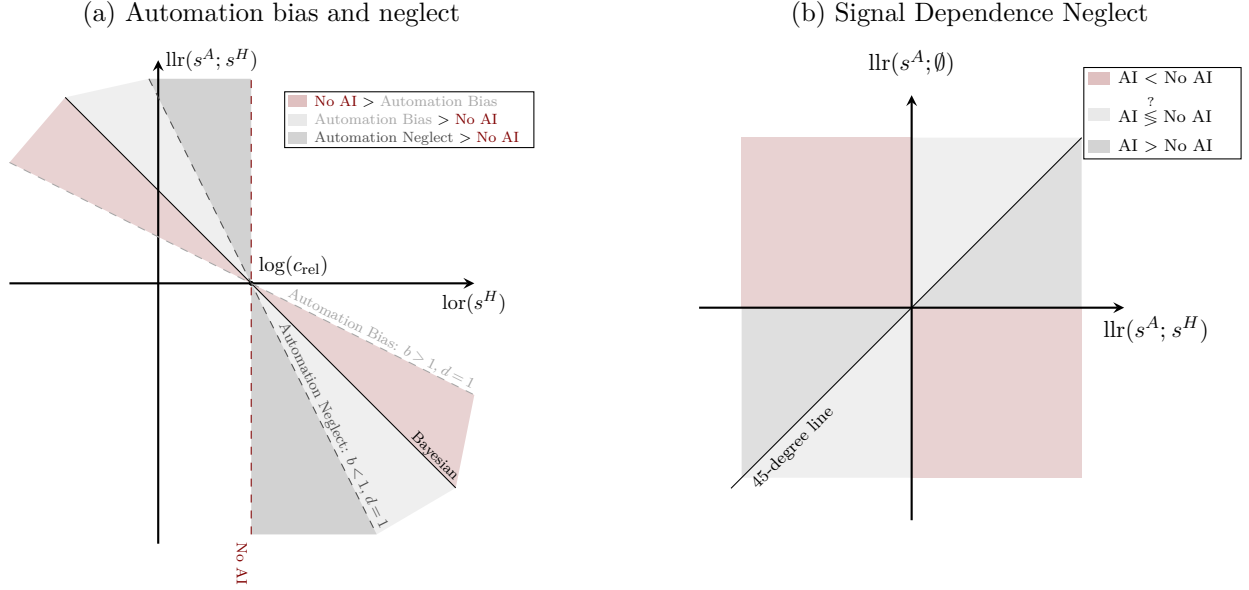 (a) Automation bias and neglect
llr(s^A; s^H)
No AI > Automation Bias
Automation Bias > No AI
Automation Neglect > No AI
log(c_rel)
lor(s^H)
Automation Bias: b > 1, d = 1
Automation Neglect: b < 1, d = 1
Bayesian
No AI
(b) Signal Dependence Neglect
llr(s^A; ∅)
AI < No AI
AI ≶^? No AI
AI > No AI
llr(s^A; s^H)
45-degree line